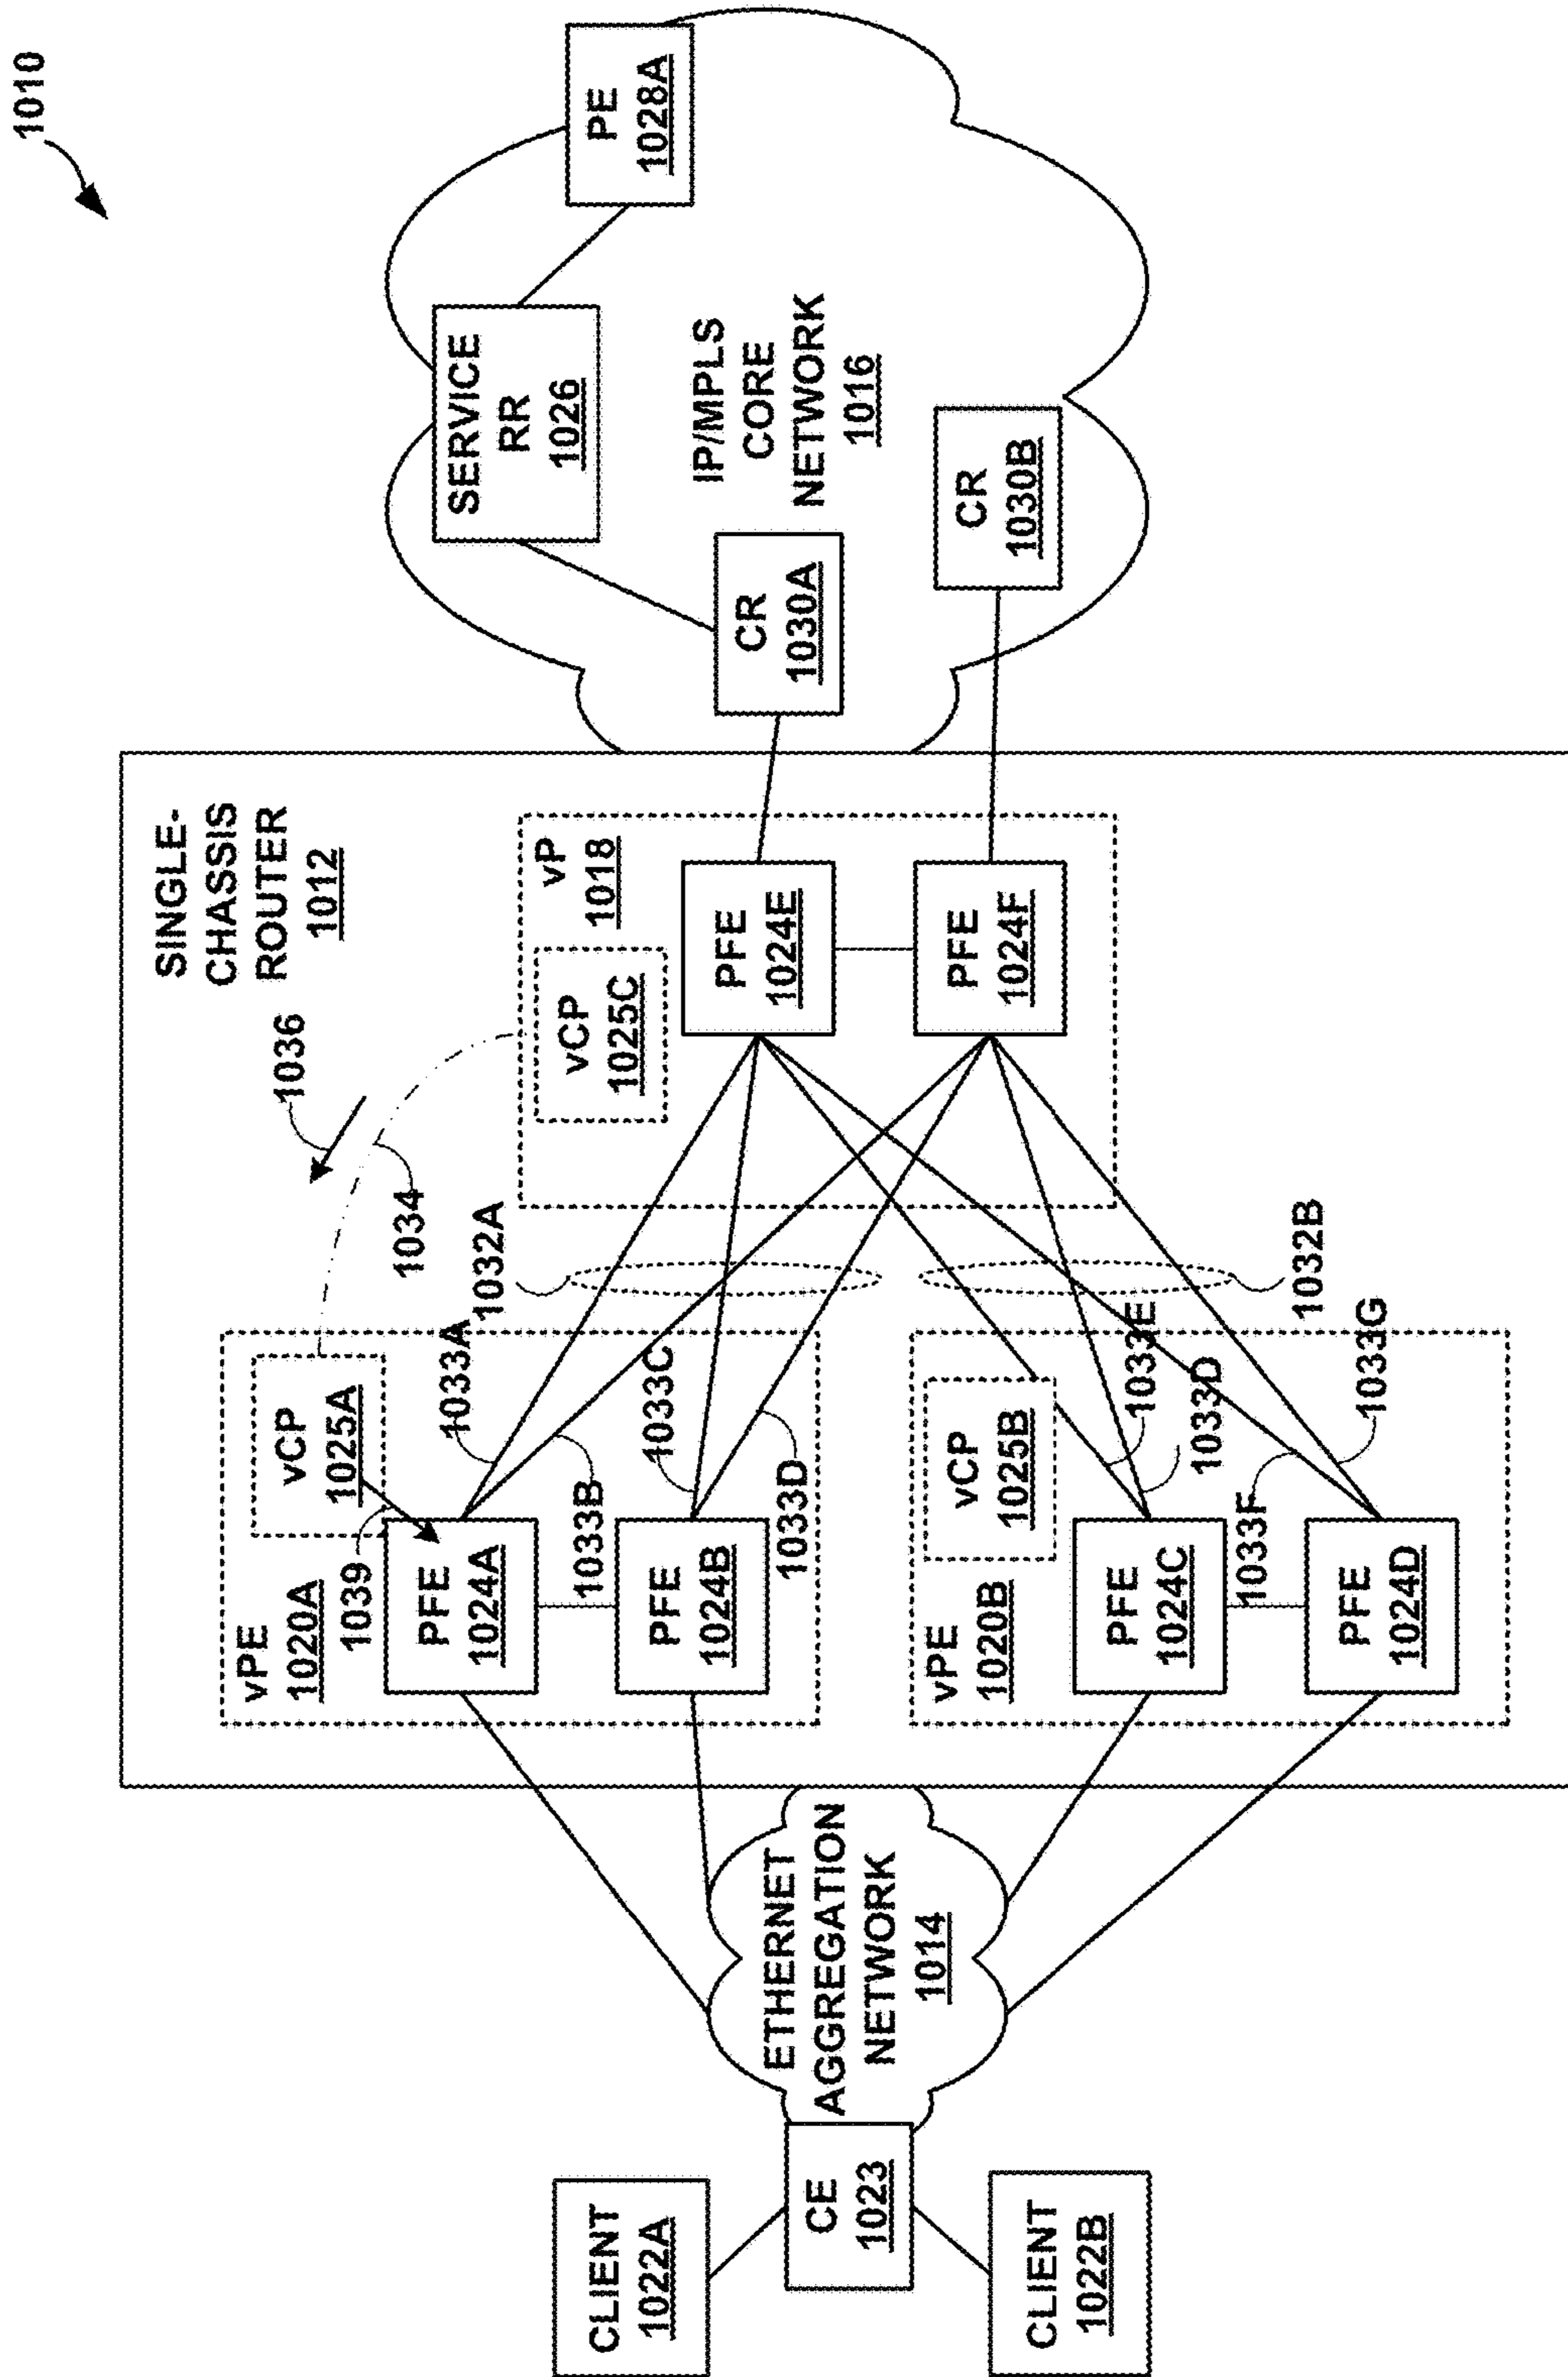 1010
SINGLE-
CHASSIS
ROUTER
1012
1036
1034
vPE
1020A
1039
vCP
1025A
PFE
1024A
PFE
1024B
1033A
1033B
1033C
1033D
1032A
vPE
1020B
vCP
1025B
PFE
1024C
PFE
1024D
1033E
1033D
1033F
1033G
1032B
vP
1018
vCP
1025C
PFE
1024E
PFE
1024F
SERVICE
RR
1026
PE
1028A
IP/MPLS
CORE
NETWORK
1016
CR
1030A
CR
1030B
CLIENT
1022A
CE
1023
CLIENT
1022B
ETHERNET
AGGREGATION
NETWORK
1014